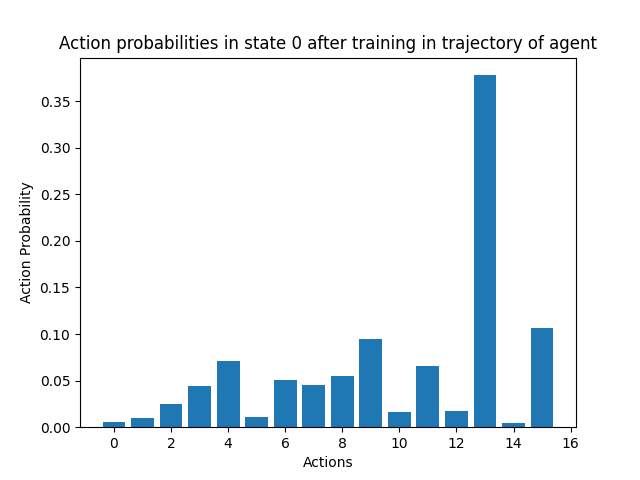 Action probabilities in state 0 after training in trajectory of agent
0.35
0.30
0.25
0.20
0.15
0.10
0.05
0.00
Action Probability
0 2 4 6 8 10 12 14 16
Actions